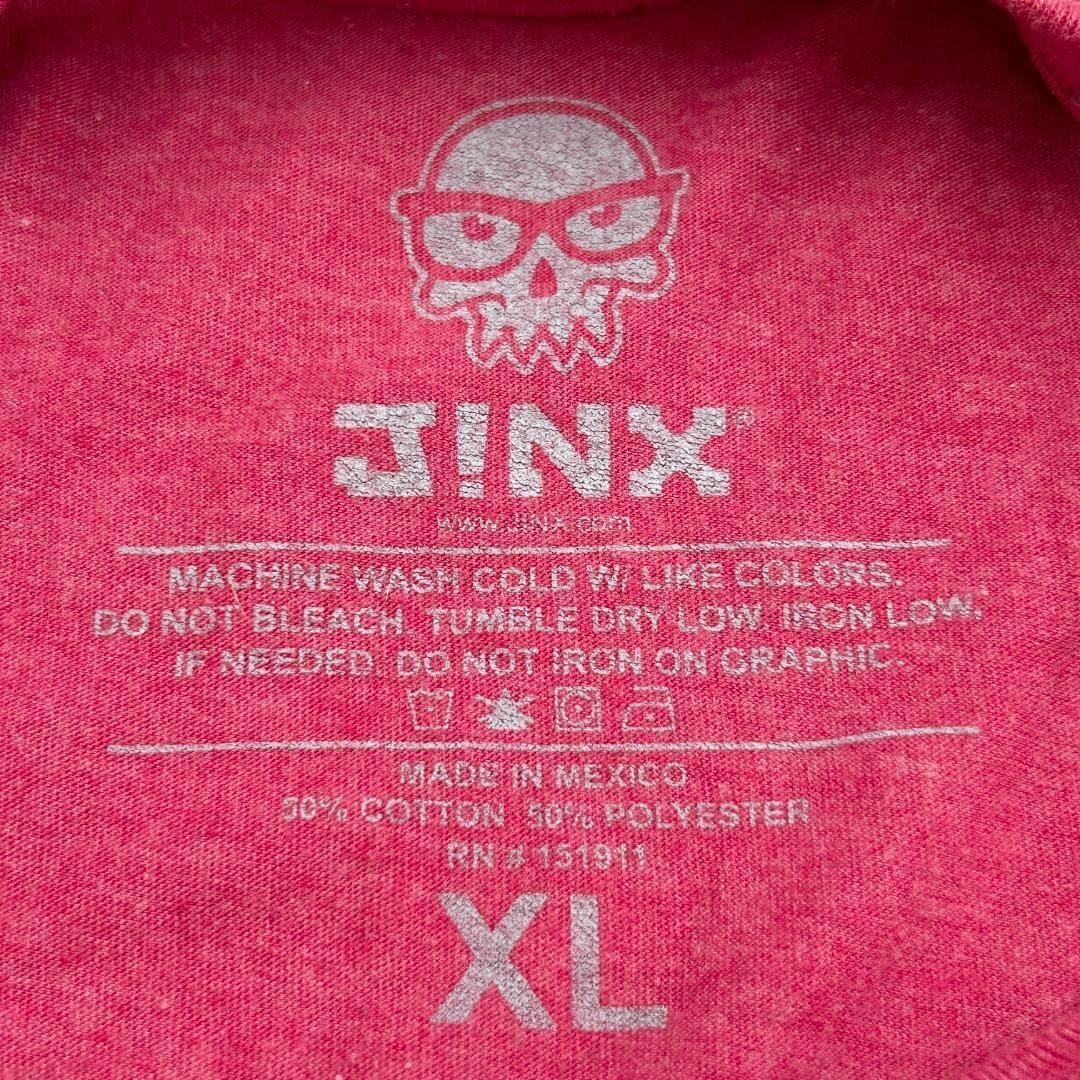 J!NX®
www.J!NX.com
MACHINE WASH COLD W/ LIKE COLORS.
DO NOT BLEACH. TUMBLE DRY LOW. IRON LOW.
IF NEEDED. DO NOT IRON ON GRAPHIC.
MADE IN MEXICO
50% COTTON 50% POLYESTER
RN # 151911
XL